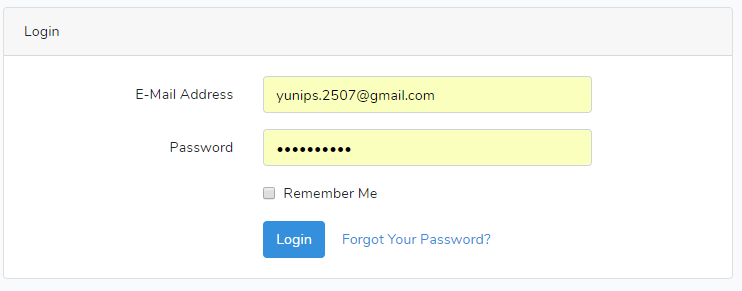 Login
E-Mail Address yunips.2507@gmail.com
Password ••••••••••
Remember Me
Login Forgot Your Password?